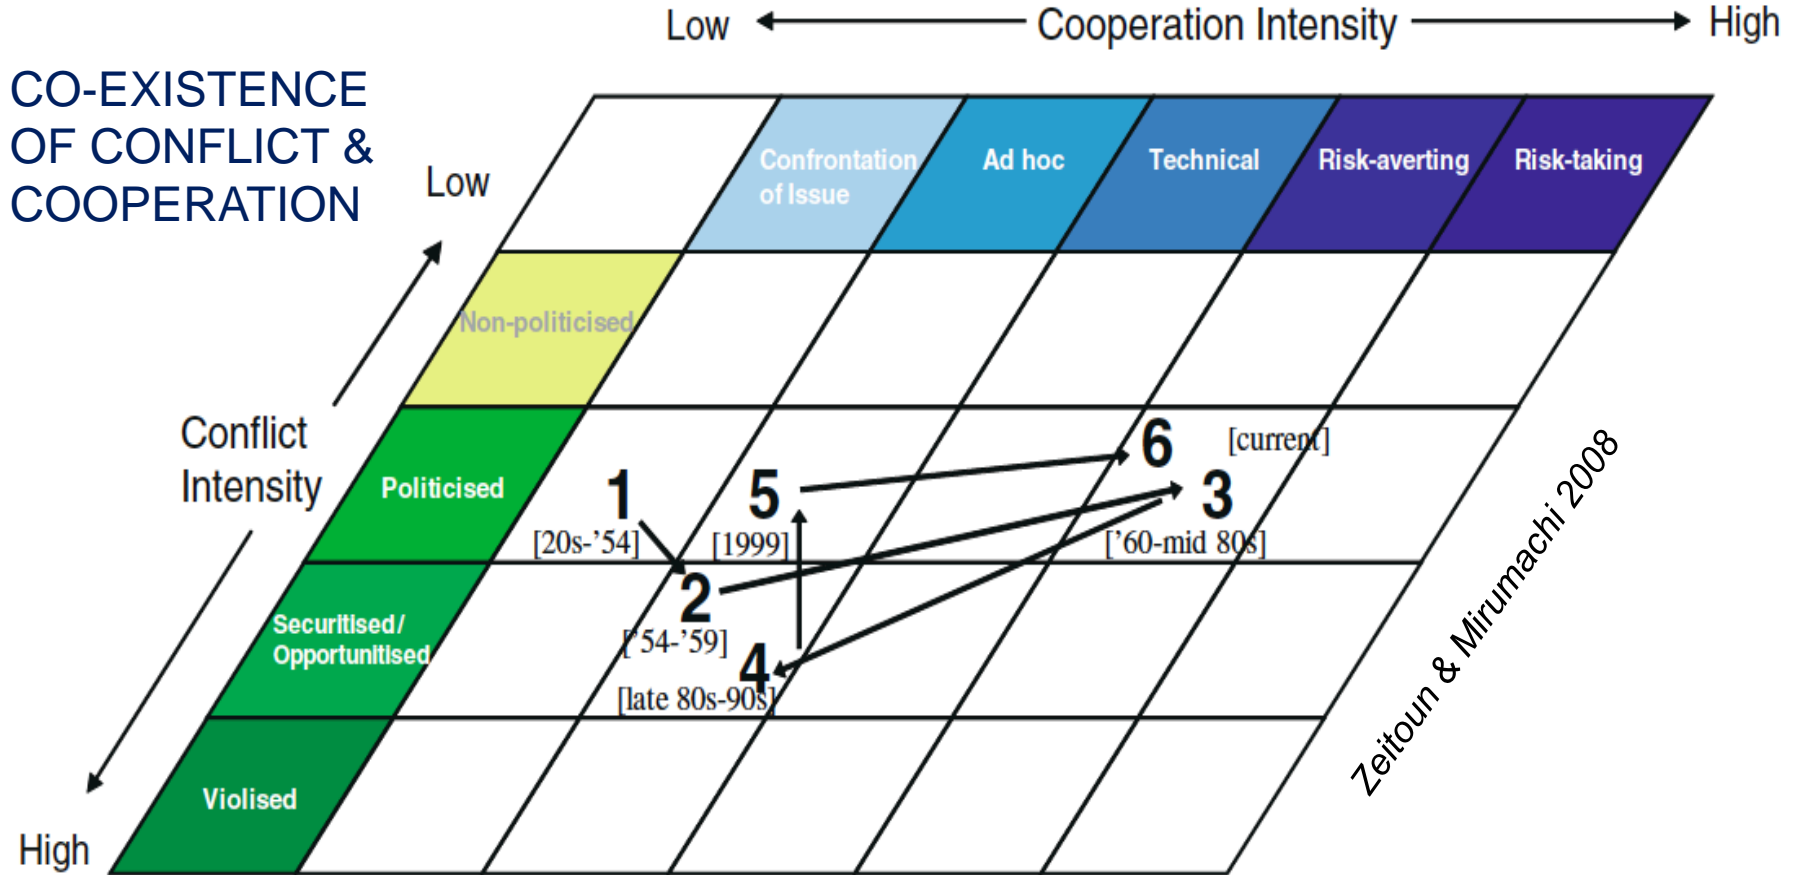 Low
Cooperation Intensity
High
CO-EXISTENCE
OF CONFLICT &
COOPERATION
Low
Confrontation
of Issue
Ad hoc
Technical
Risk-averting
Risk-taking
Non-politicised
Conflict
Intensity
Politicised
1
[20s-’54]
5
[1999]
6
[current]
3
[’60-mid 80s]
Securitised/
Opportunitised
2
[’54-’59]
4
[late 80s-90s]
Violised
High
Zeitoun & Mirumachi 2008